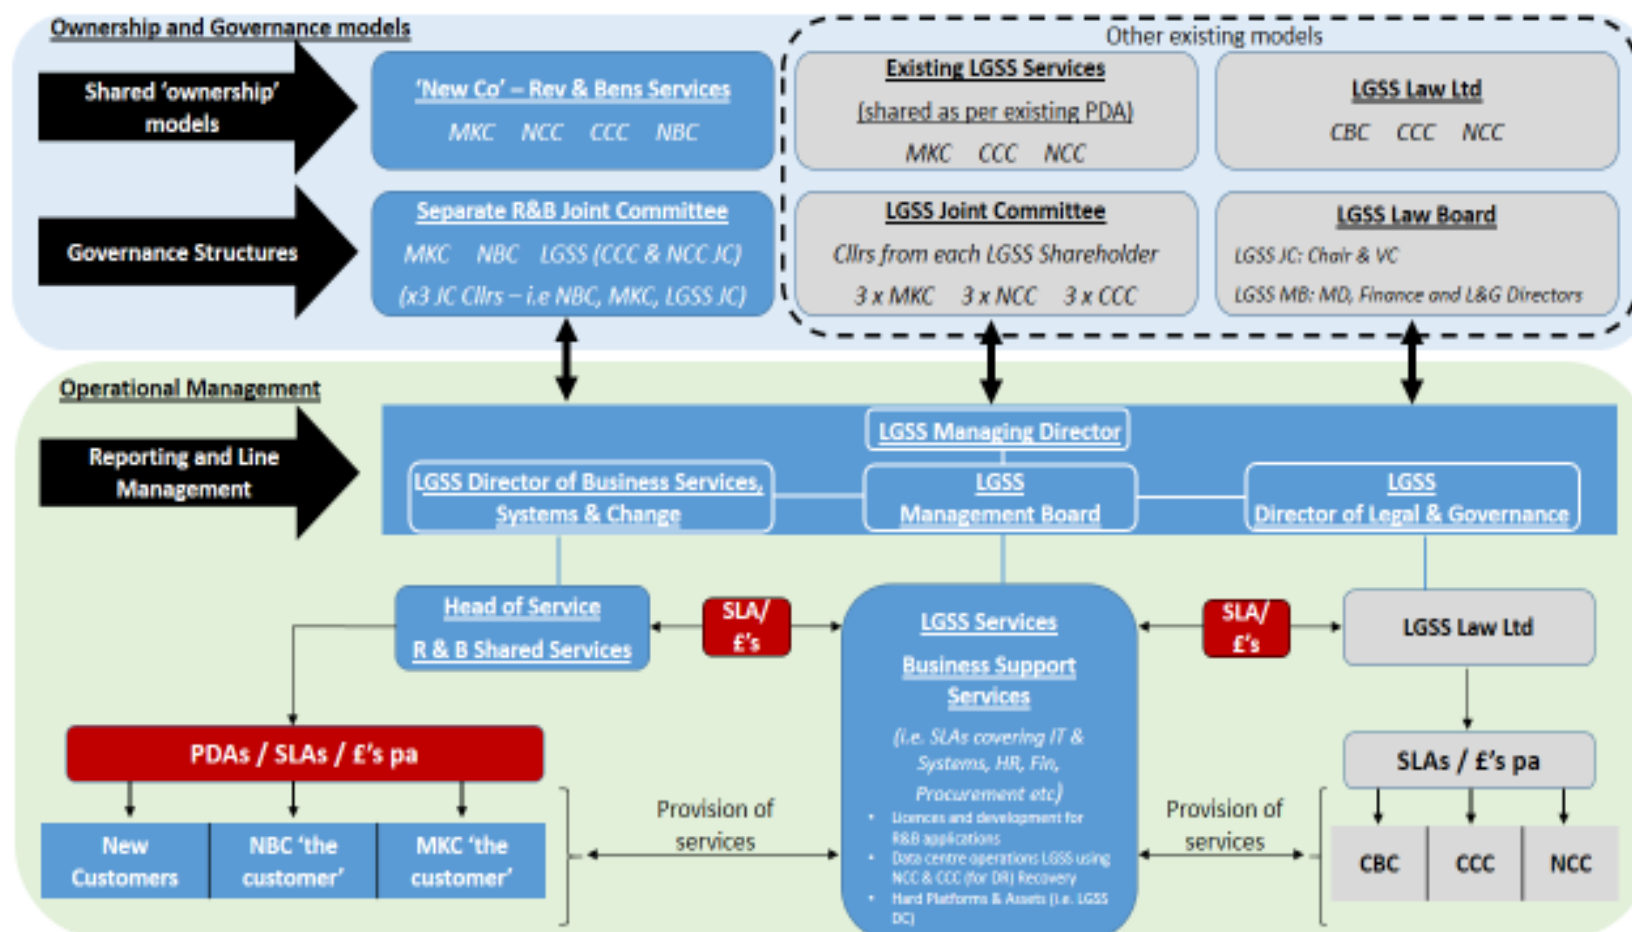 Ownership and Governance models
Other existing models
Shared ‘ownership’
models
‘New Co’ – Rev & Bens Services
MKC NCC CCC NBC
Existing LGSS Services
(shared as per existing PDA)
MKC CCC NCC
LGSS Law Ltd
CBC CCC NCC
Governance Structures
Separate R&B Joint Committee
MKC NBC LGSS (CCC & NCC JC)
(x3 JC Cllrs – i.e NBC, MKC, LGSS JC)
LGSS Joint Committee
Cllrs from each LGSS Shareholder
3 x MKC 3 x NCC 3 x CCC
LGSS Law Board
LGSS JC: Chair & VC
LGSS MB: MD, Finance and L&G Directors
Operational Management
Reporting and Line
Management
LGSS Managing Director
LGSS Director of Business Services,
Systems & Change
LGSS
Management Board
LGSS
Director of Legal & Governance
Head of Service
R & B Shared Services
SLA/
£’s
LGSS Services
Business Support
Services
(i.e. SLAs covering IT &
Systems, HR, Fin,
Procurement etc)
• Licences and development for
R&B applications
• Data centre operations LGSS using
NCC & CCC (for DR) Recovery
• Hard Platforms & Assets (i.e. LGSS
DC)
SLA/
£’s
LGSS Law Ltd
PDAs / SLAs / £’s pa
SLAs / £’s pa
New
Customers
NBC ‘the
customer’
MKC ‘the
customer’
Provision of
services
Provision of
services
CBC
CCC
NCC